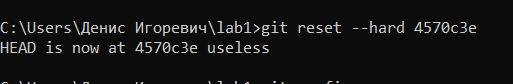 C:\Users\Денис Игоревич\lab1>git reset --hard 4570c3e
HEAD is now at 4570c3e useless